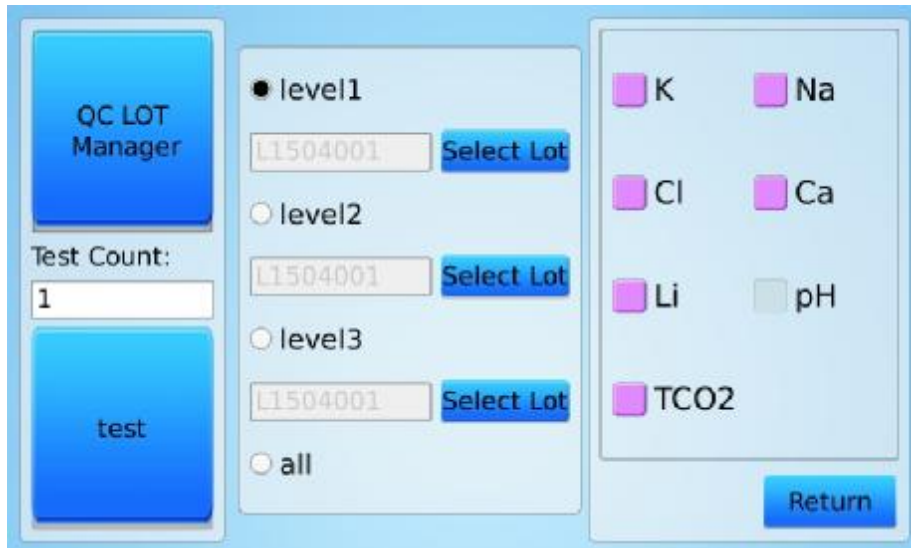 QC LOT
Manager
Test Count:
1
test
level1
L1504001 Select Lot
level2
L1504001 Select Lot
level3
L1504001 Select Lot
all
K Na
Cl Ca
Li pH
TCO2
Return